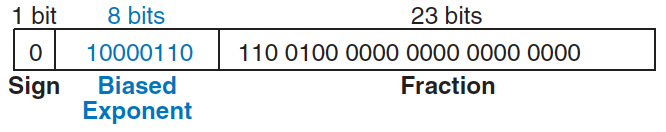 1 bit 8 bits 23 bits
0 10000110 110 0100 0000 0000 0000 0000
Sign Biased Fraction
Exponent